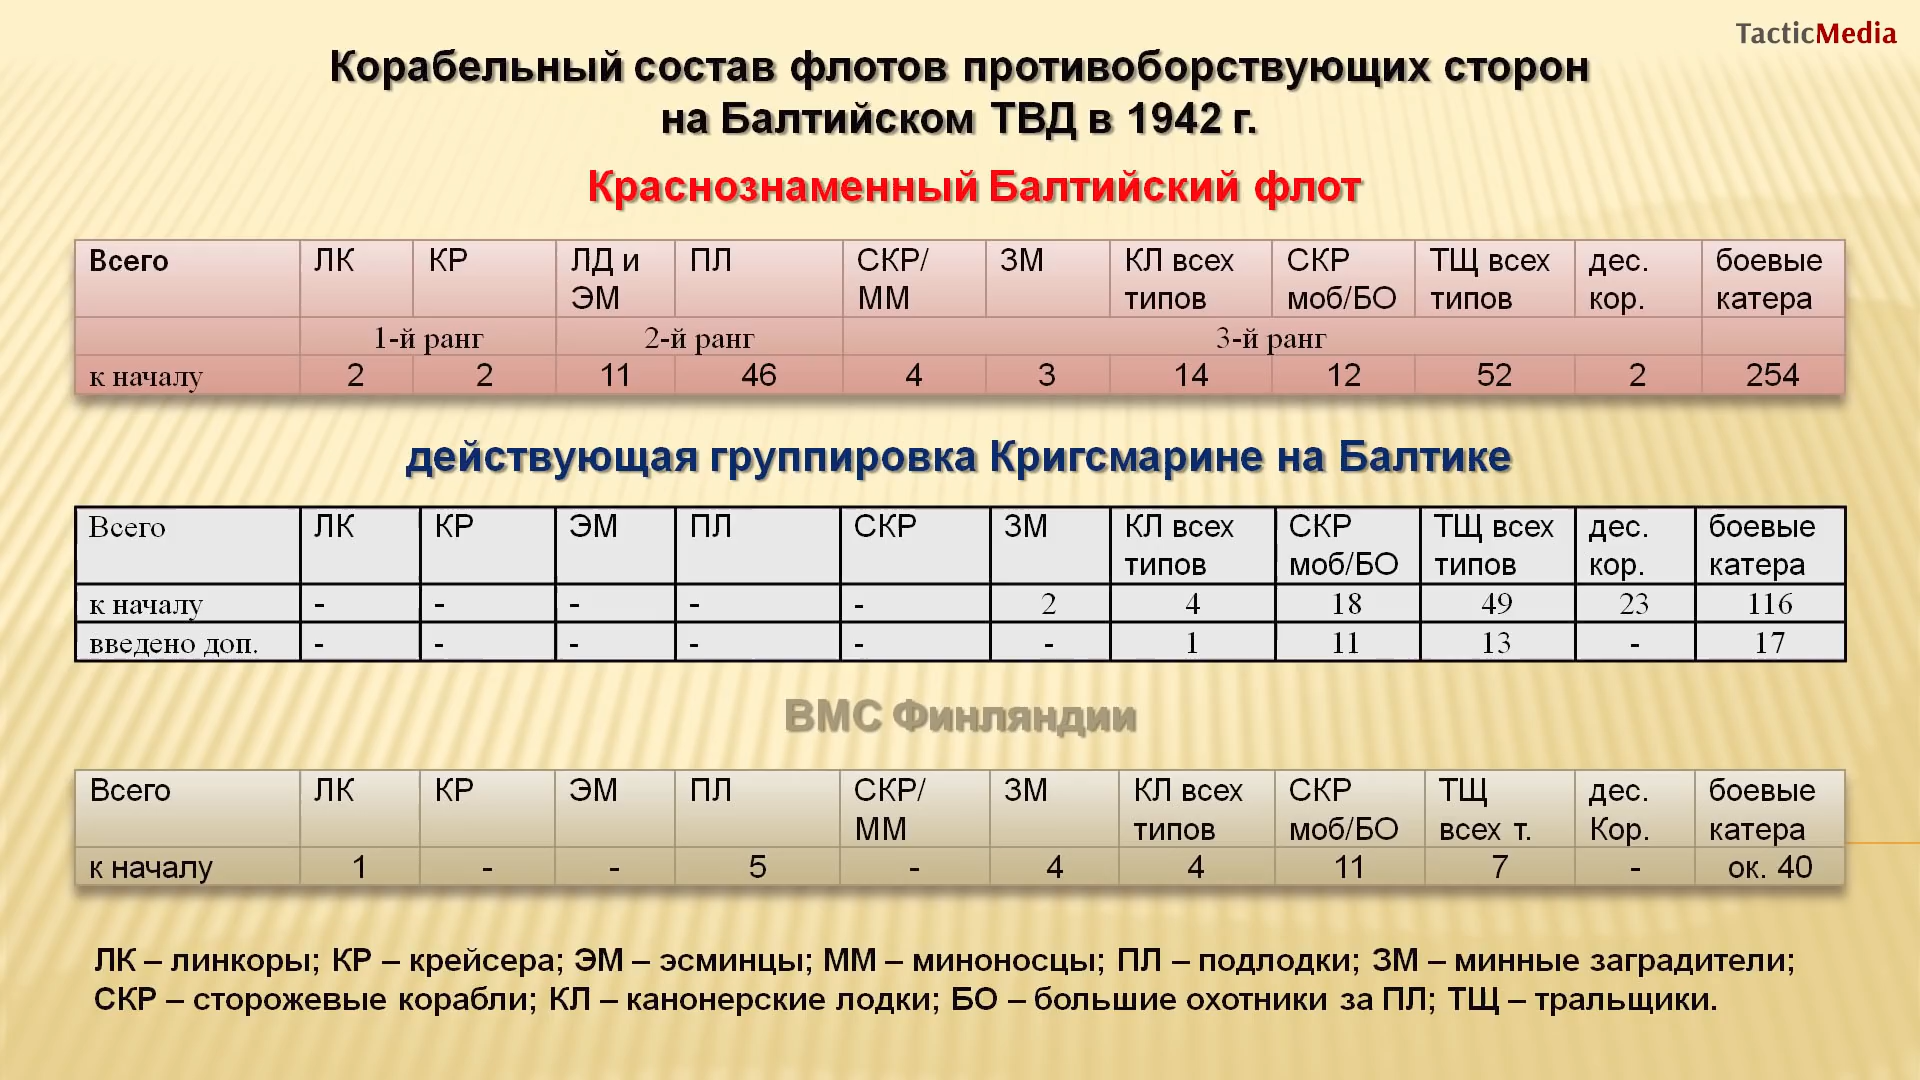 TacticMedia
Корабельный состав флотов противоборствующих сторон
на Балтийском ТВД в 1942 г.
Краснознаменный Балтийский флот
Всего ЛК КР ЛД и ЭМ ПЛ СКР/ ММ ЗМ КЛ всех типов СКР моб/БО ТЩ всех типов дес. кор. боевые катера
1-й ранг 2-й ранг 3-й ранг
к началу 2 2 11 46 4 3 14 12 52 2 254
действующая группировка Кригсмарине на Балтике
Всего ЛК КР ЭМ ПЛ СКР ЗМ КЛ всех типов СКР моб/БО ТЩ всех типов дес. кор. боевые катера
к началу - - - - - 2 4 18 49 23 116
введено доп. - - - - - - 1 11 13 - 17
ВМС Финляндии
Всего ЛК КР ЭМ ПЛ СКР/ ММ ЗМ КЛ всех типов СКР моб/БО ТЩ всех т. дес. Кор. боевые катера
к началу 1 - - 5 - 4 4 11 7 - ок. 40
ЛК – линкоры; КР – крейсера; ЭМ – эсминцы; ММ – миноносцы; ПЛ – подлодки; ЗМ – минные заградители;
СКР – сторожевые корабли; КЛ – канонерские лодки; БО – большие охотники за ПЛ; ТЩ – тральщики.